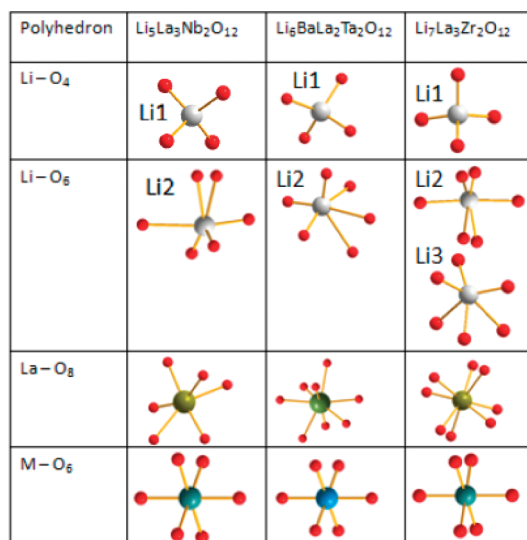 Polyhedron Li₅La₃Nb₂O₁₂ Li₆BaLa₂Ta₂O₁₂ Li₇La₃Zr₂O₁₂
Li – O₄ Li1 Li1 Li1
Li – O₆ Li2 Li2 Li2
Li3
La – O₈
M – O₆